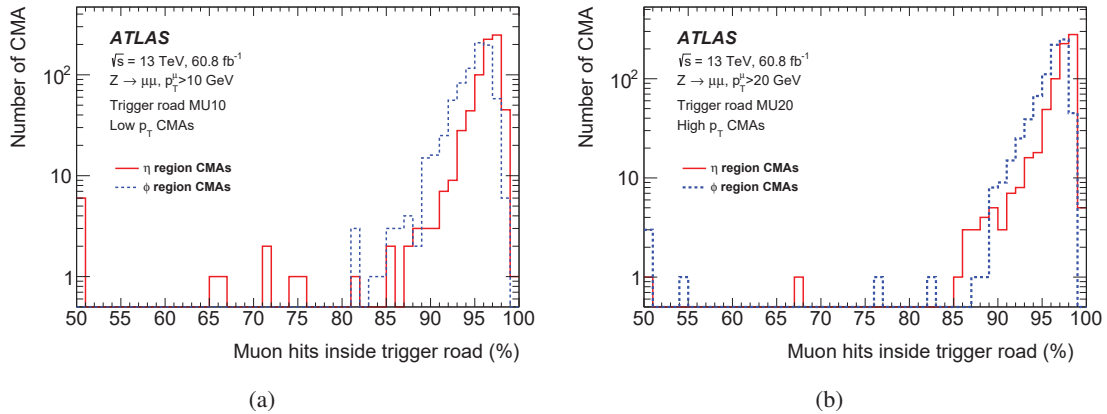 Number of CMA
10²
10
1
ATLAS
√s = 13 TeV, 60.8 fb⁻¹
Z → μμ, p_T^μ>10 GeV
Trigger road MU10
Low p_T CMAs
η region CMAs
ϕ region CMAs
50 55 60 65 70 75 80 85 90 95 100
Muon hits inside trigger road (%)
(a)
Number of CMA
10²
10
1
ATLAS
√s = 13 TeV, 60.8 fb⁻¹
Z → μμ, p_T^μ>20 GeV
Trigger road MU20
High p_T CMAs
η region CMAs
ϕ region CMAs
50 55 60 65 70 75 80 85 90 95 100
Muon hits inside trigger road (%)
(b)